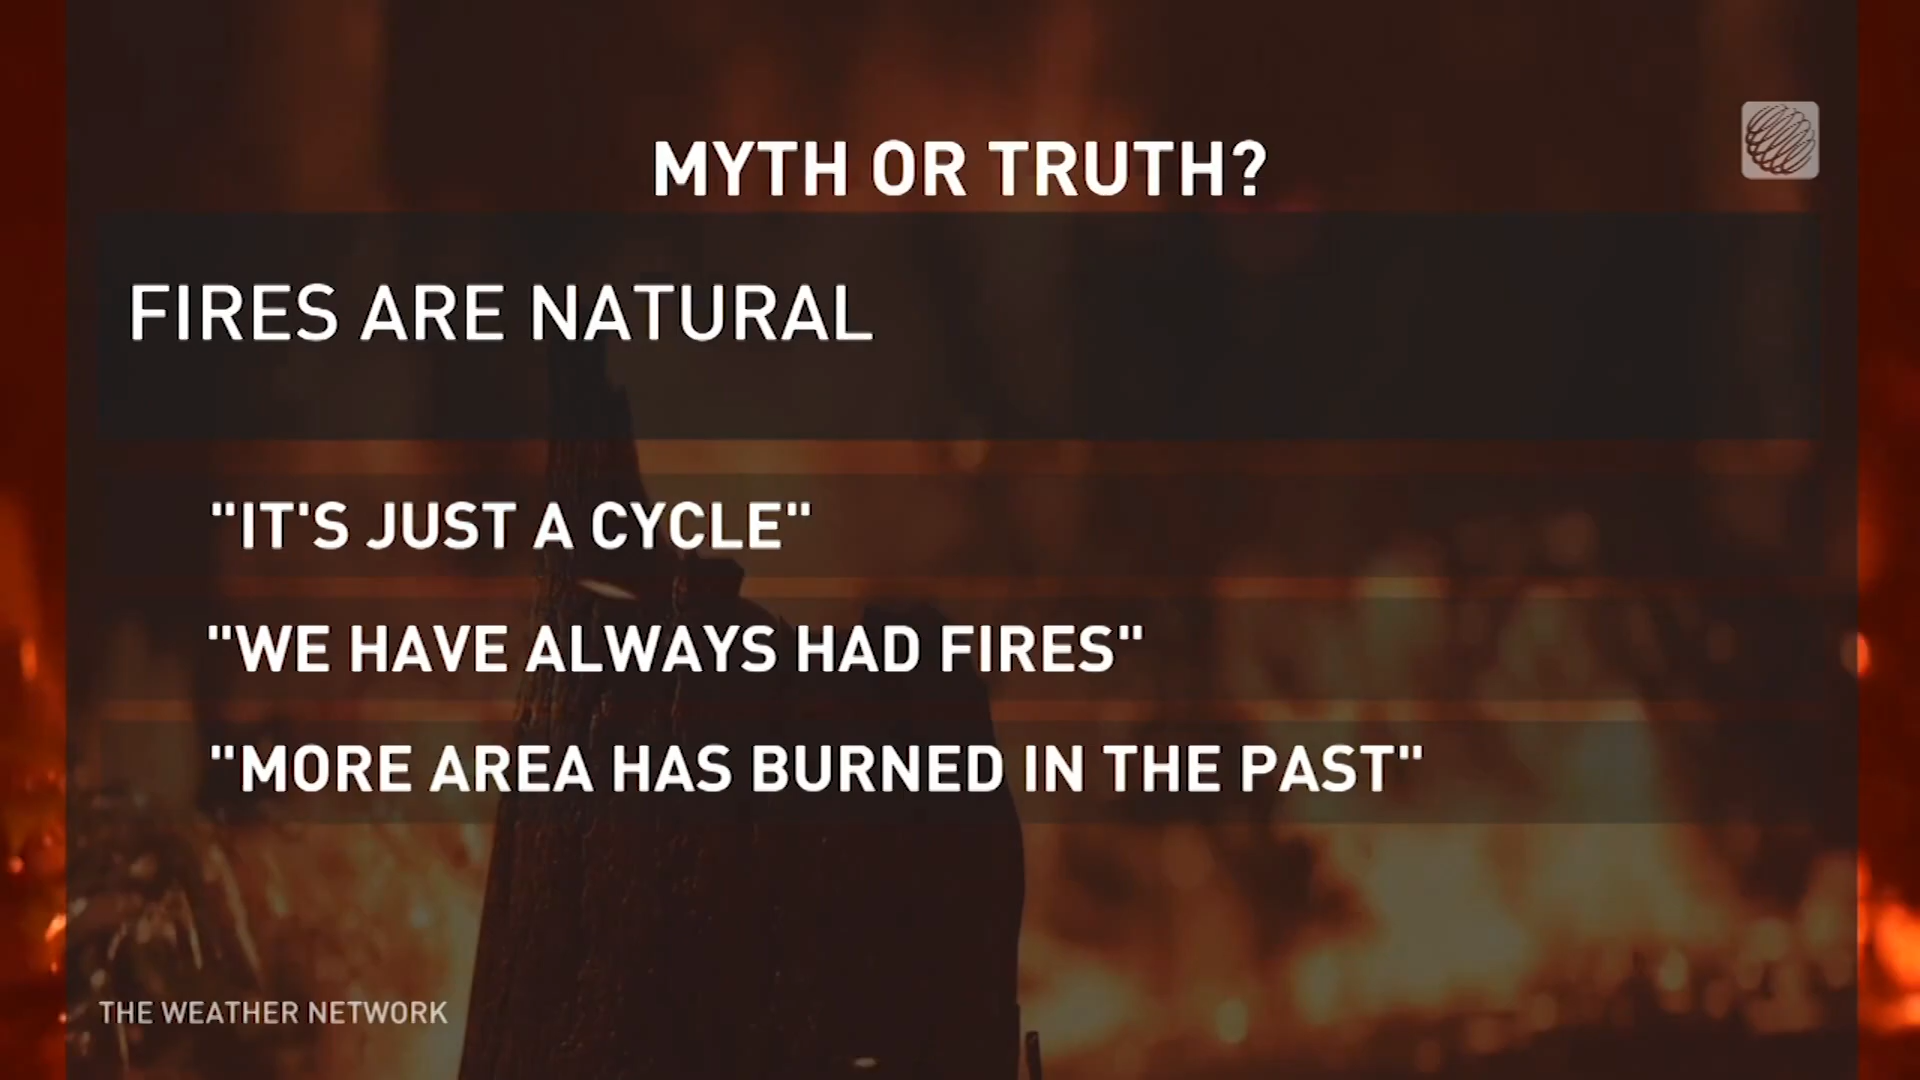 MYTH OR TRUTH?
FIRES ARE NATURAL
"IT'S JUST A CYCLE"
"WE HAVE ALWAYS HAD FIRES"
"MORE AREA HAS BURNED IN THE PAST"
THE WEATHER NETWORK